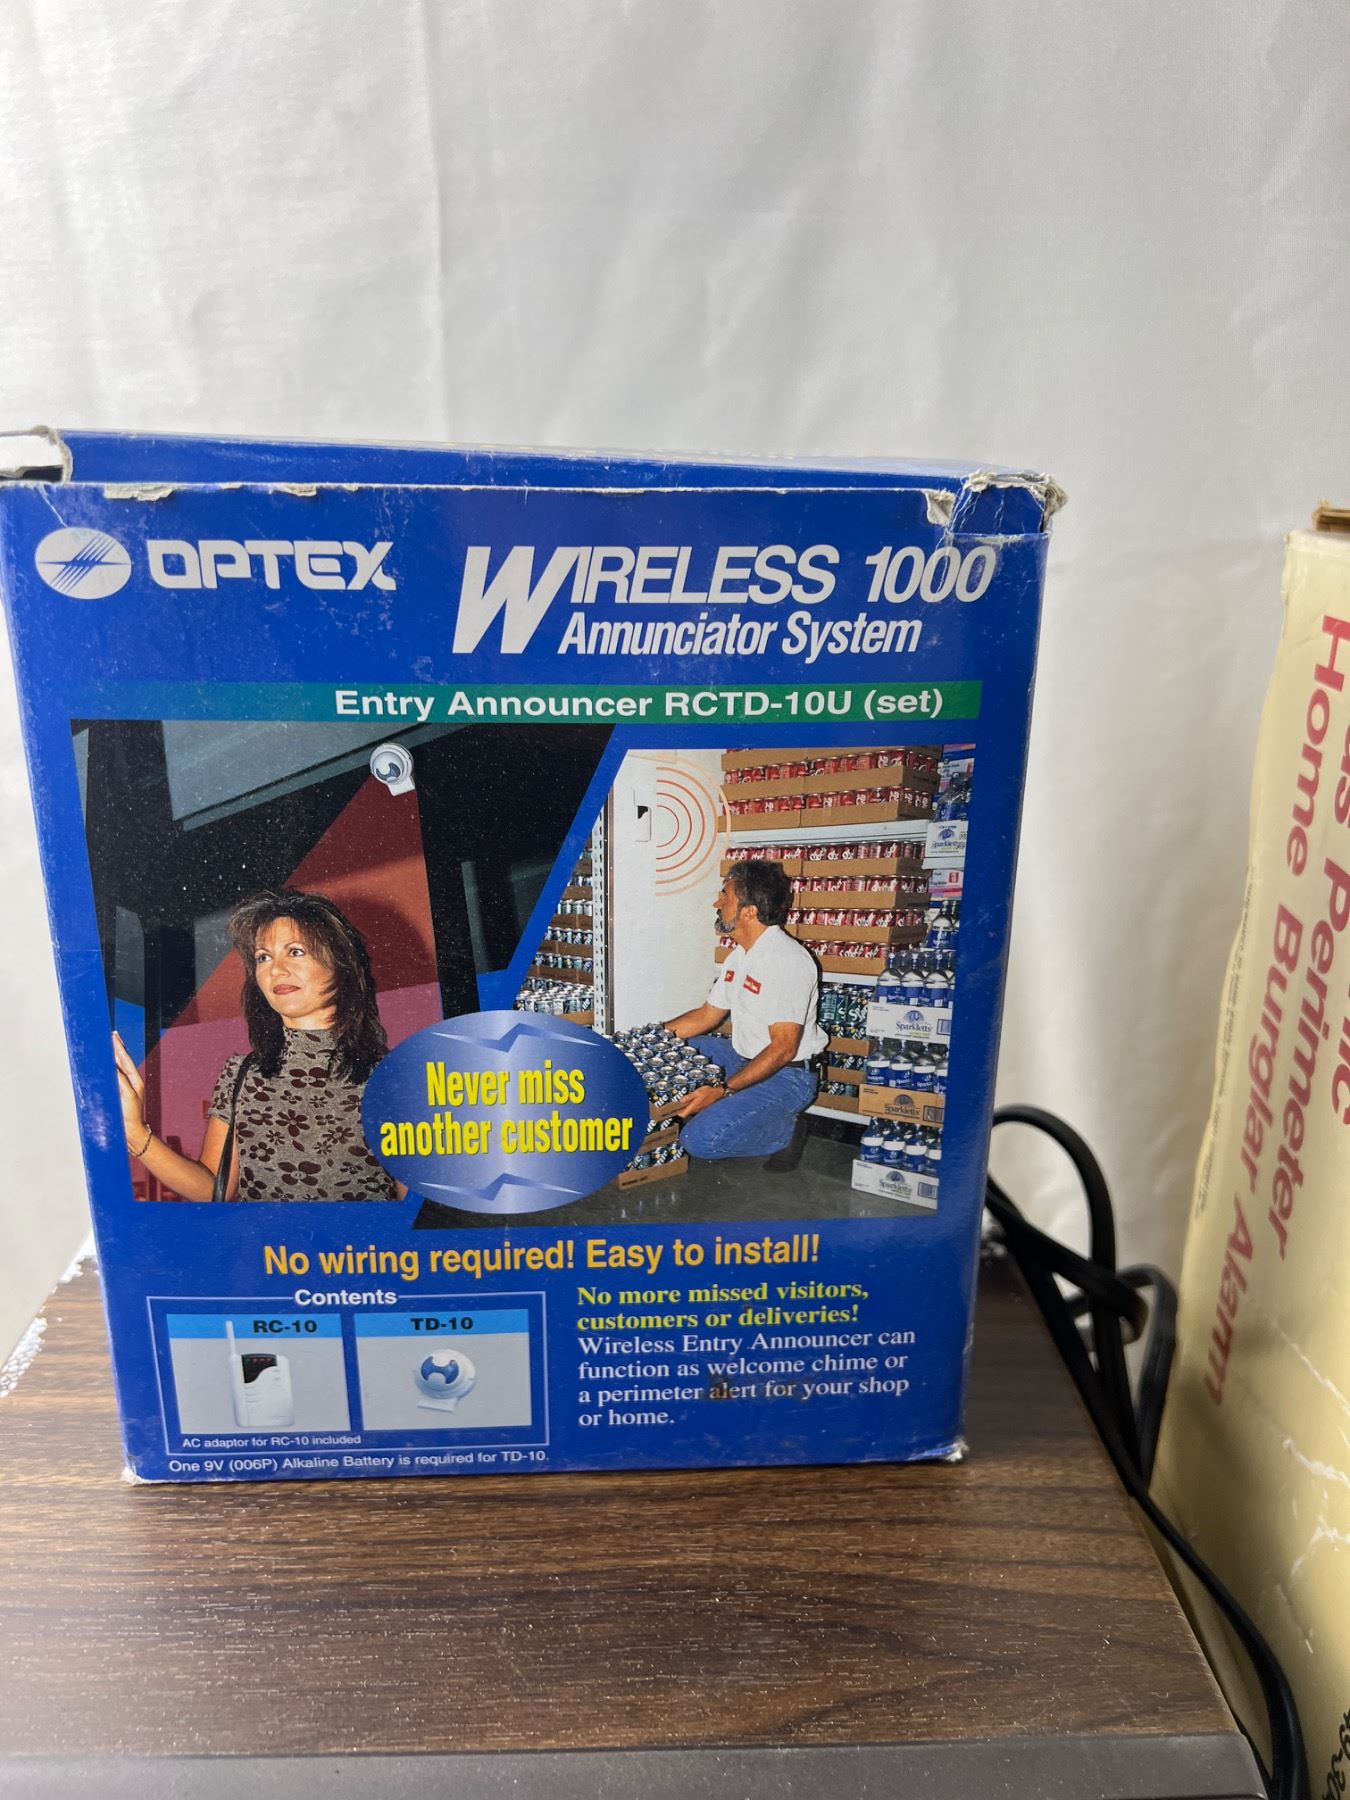 OPTEX
WIRELESS 1000
Annunciator System
Entry Announcer RCTD-10U (set)
Never miss
another customer
Sparkletts
Sparkletts
Sparkletts
No wiring required! Easy to install!
Contents
RC-10
TD-10
AC adaptor for RC-10 included
One 9V (006P) Alkaline Battery is required for TD-10.
No more missed visitors,
customers or deliveries!
Wireless Entry Announcer can
function as welcome chime or
a perimeter alert for your shop
or home.
Perimeter
Home Burglar Alarm